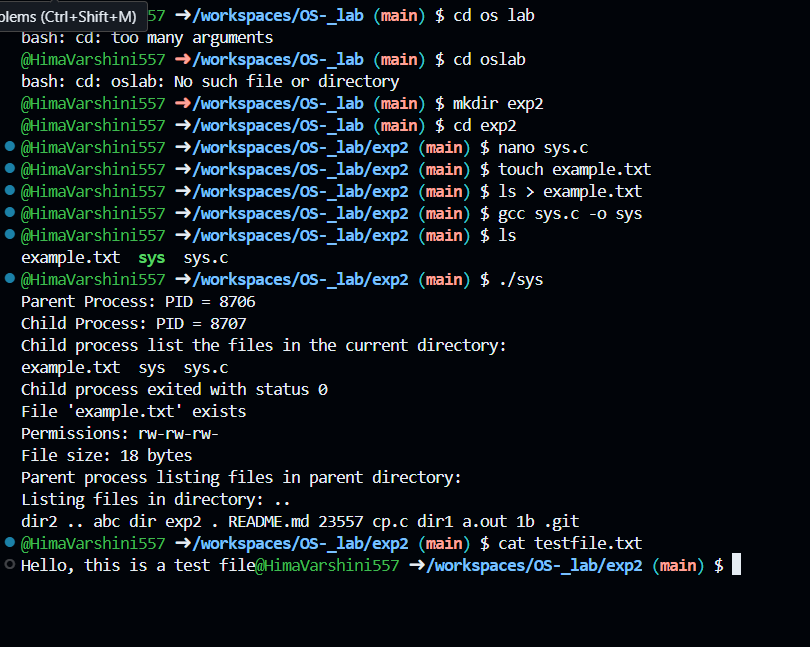 olems (Ctrl+Shift+M) 57 ➜/workspaces/OS-_lab (main) $ cd os lab
bash: cd: too many arguments
@HimaVarshini557 ➜/workspaces/OS-_lab (main) $ cd oslab
bash: cd: oslab: No such file or directory
@HimaVarshini557 ➜/workspaces/OS-_lab (main) $ mkdir exp2
@HimaVarshini557 ➜/workspaces/OS-_lab (main) $ cd exp2
@HimaVarshini557 ➜/workspaces/OS-_lab/exp2 (main) $ nano sys.c
@HimaVarshini557 ➜/workspaces/OS-_lab/exp2 (main) $ touch example.txt
@HimaVarshini557 ➜/workspaces/OS-_lab/exp2 (main) $ ls > example.txt
@HimaVarshini557 ➜/workspaces/OS-_lab/exp2 (main) $ gcc sys.c -o sys
@HimaVarshini557 ➜/workspaces/OS-_lab/exp2 (main) $ ls
example.txt  sys  sys.c
@HimaVarshini557 ➜/workspaces/OS-_lab/exp2 (main) $ ./sys
Parent Process: PID = 8706
Child Process: PID = 8707
Child process list the files in the current directory:
example.txt  sys  sys.c
Child process exited with status 0
File 'example.txt' exists
Permissions: rw-rw-rw-
File size: 18 bytes
Parent process listing files in parent directory:
Listing files in directory: ..
dir2 .. abc dir exp2 . README.md 23557 cp.c dir1 a.out 1b .git
@HimaVarshini557 ➜/workspaces/OS-_lab/exp2 (main) $ cat testfile.txt
Hello, this is a test file@HimaVarshini557 ➜/workspaces/OS-_lab/exp2 (main) $